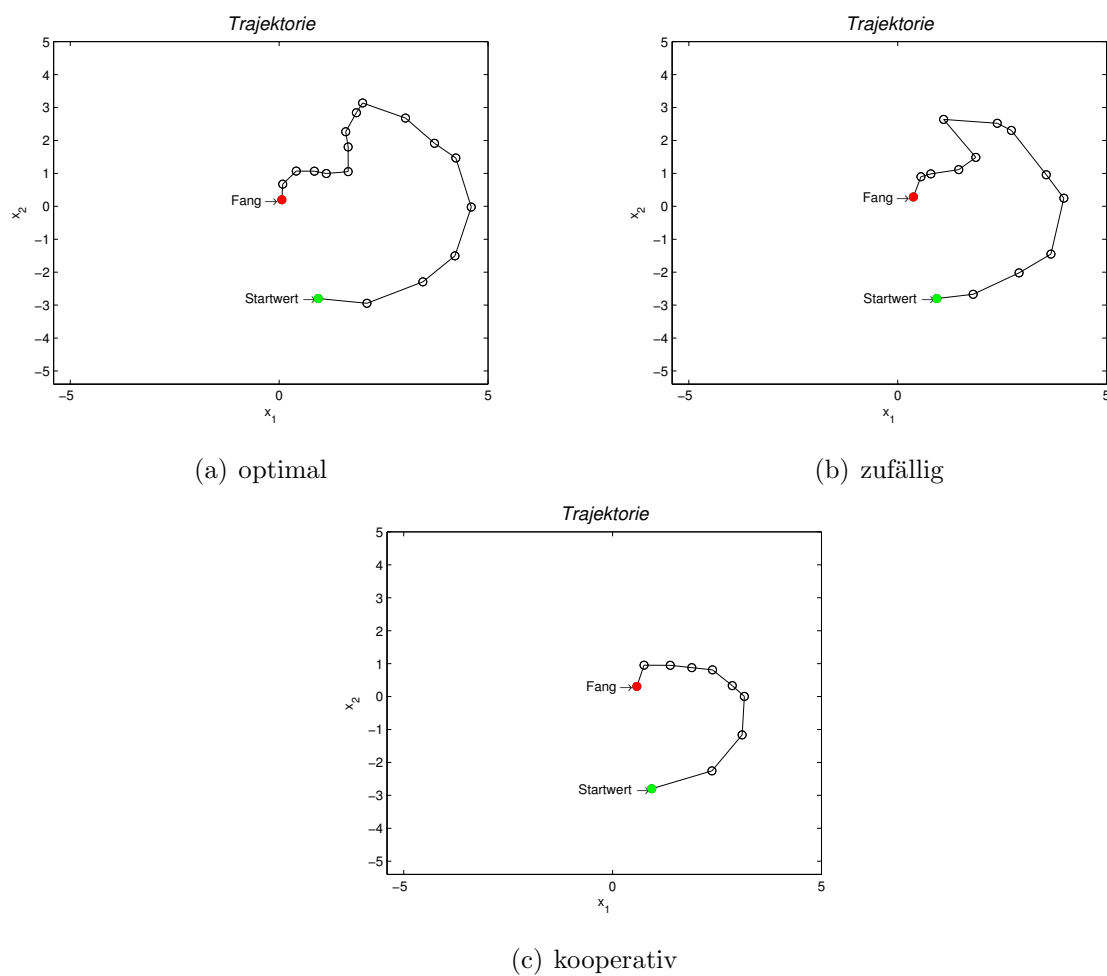 Trajektorie
5
4
3
2
1
0
−1
−2
−3
−4
−5
x2
Fang
Startwert
−5 0 5
x1
(a) optimal
Trajektorie
5
4
3
2
1
0
−1
−2
−3
−4
−5
x2
Fang
Startwert
−5 0 5
x1
(b) zufällig
Trajektorie
5
4
3
2
1
0
−1
−2
−3
−4
−5
x2
Fang
Startwert
−5 0 5
x1
(c) kooperativ